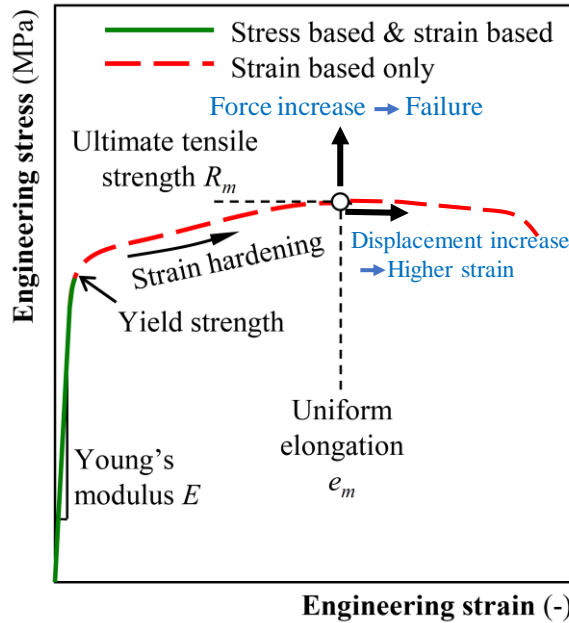 Engineering stress (MPa)
Stress based & strain based
Strain based only
Force increase → Failure
Ultimate tensile
strength Rm
Displacement increase
→ Higher strain
Strain hardening
Yield strength
Uniform
elongation
em
Young’s
modulus E
Engineering strain (-)